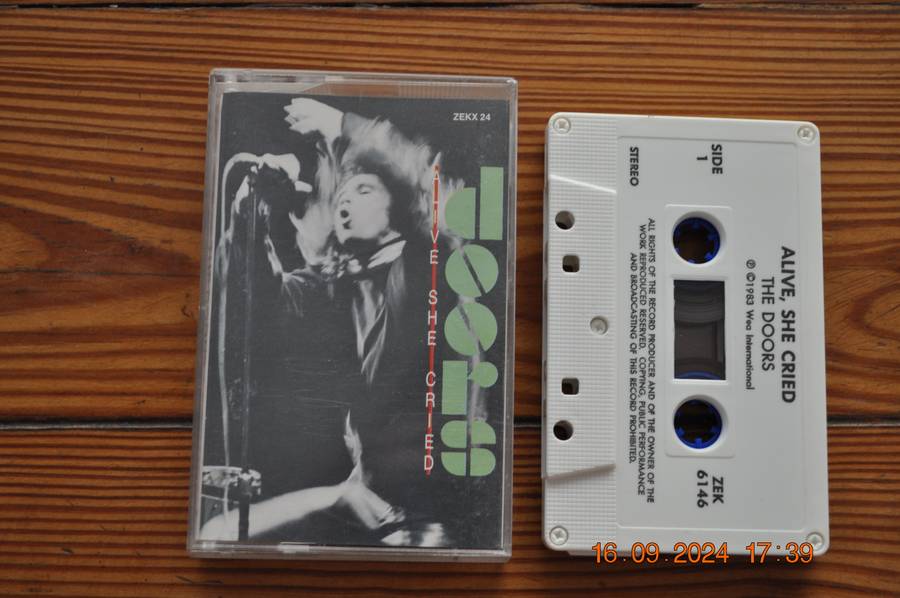 ZEKX 24
doors
ALIVE SHE CRIED
ALIVE, SHE CRIED
THE DOORS
℗ ©1983 Wea International
SIDE
1
ZEK
6146
STEREO
ALL RIGHTS OF THE RECORD PRODUCER AND OF THE OWNER OF THE
WORK REPRODUCED RESERVED. COPYING, PUBLIC PERFORMANCE
AND BROADCASTING OF THIS RECORD PROHIBITED.
16.09.2024 17:39